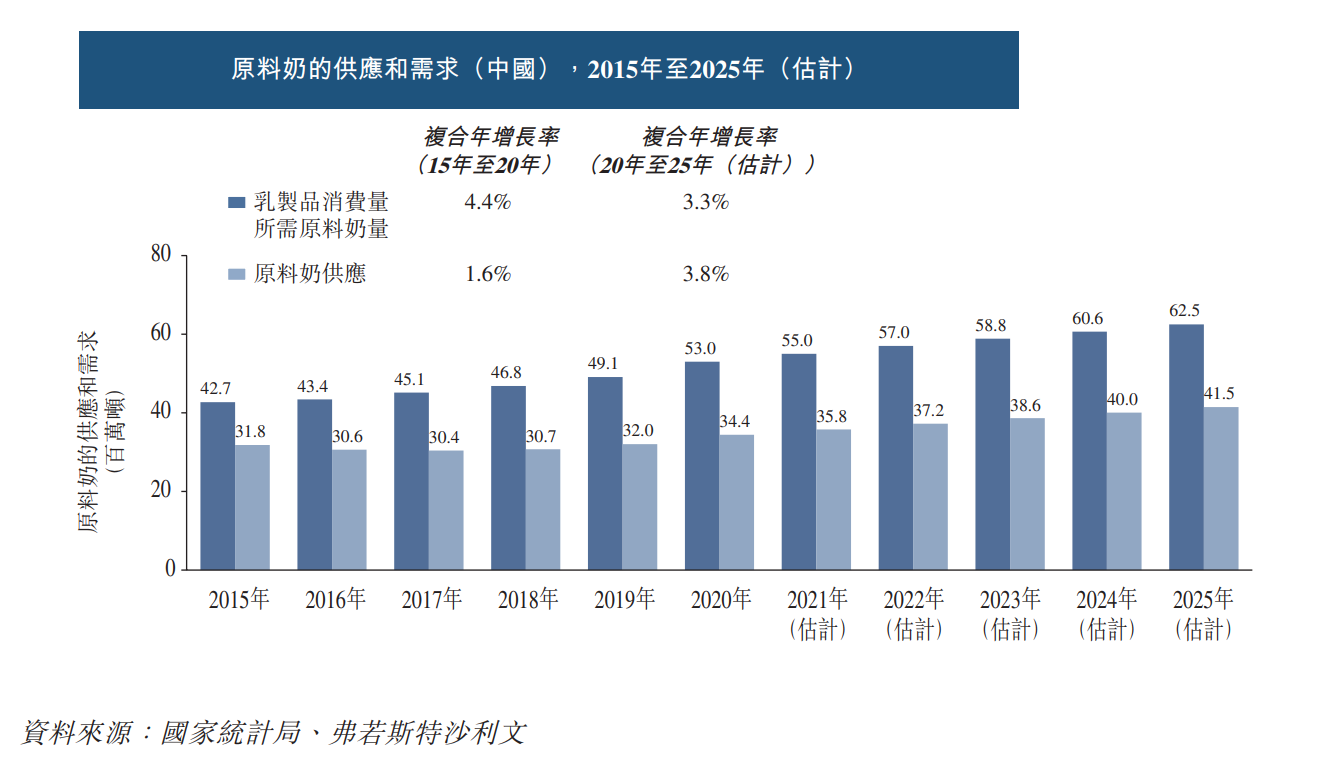 原料奶的供應和需求（中國），2015年至2025年（估計）
複合年增長率 複合年增長率
（15年至20年） （20年至25年（估計））
乳製品消費量 4.4% 3.3%
所需原料奶量
原料奶供應 1.6% 3.8%
原料奶的供應和需求
（百萬噸）
80
60
40
20
0
42.7 43.4 45.1 46.8 49.1 53.0 55.0 57.0 58.8 60.6 62.5
31.8 30.6 30.4 30.7 32.0 34.4 35.8 37.2 38.6 40.0 41.5
2015年 2016年 2017年 2018年 2019年 2020年 2021年 2022年 2023年 2024年 2025年
（估計） （估計） （估計） （估計） （估計）
資料來源：國家統計局、弗若斯特沙利文